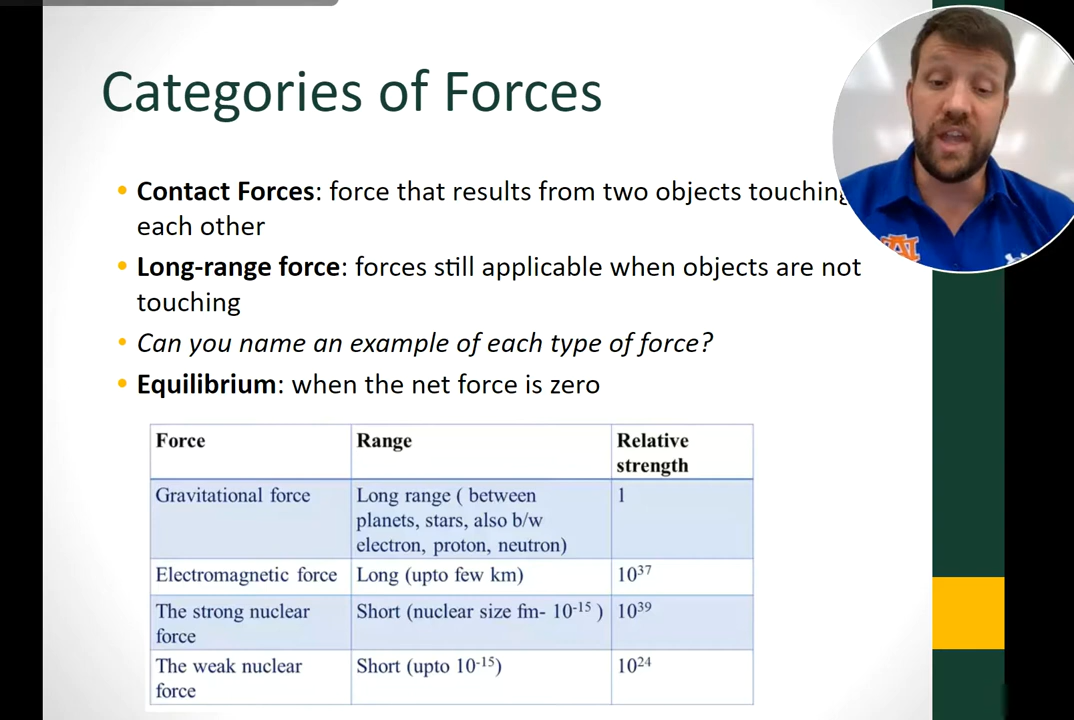 Categories of Forces
• Contact Forces: force that results from two objects touching
each other
• Long-range force: forces still applicable when objects are not
touching
• Can you name an example of each type of force?
• Equilibrium: when the net force is zero
Force Range Relative
strength
Gravitational force Long range ( between 1
planets, stars, also b/w
electron, proton, neutron)
Electromagnetic force Long (upto few km) 10³⁷
The strong nuclear Short (nuclear size fm- 10⁻¹⁵ ) 10³⁹
force
The weak nuclear Short (upto 10⁻¹⁵) 10²⁴
force